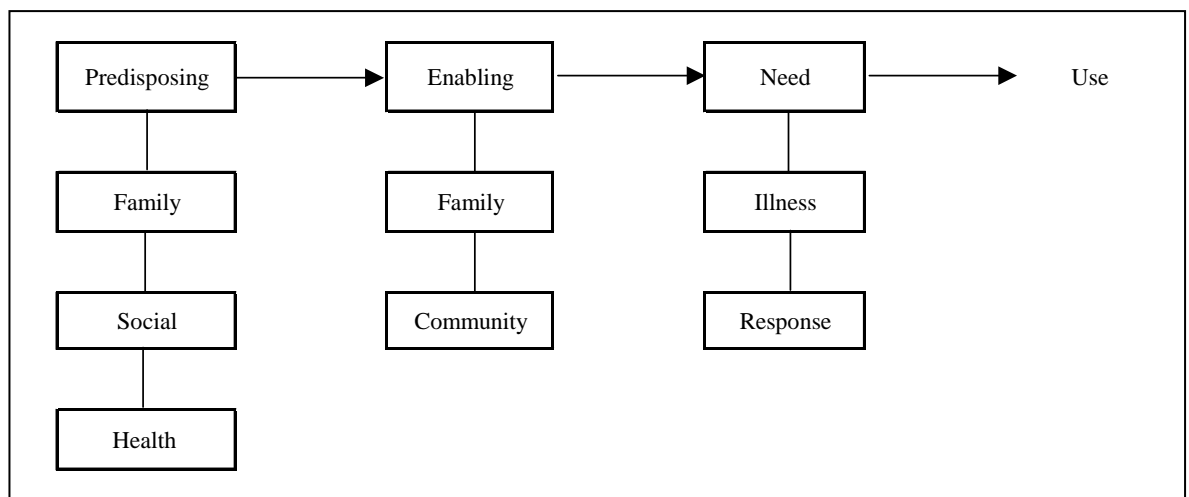 Predisposing
Enabling
Need
Use
Family
Family
Illness
Social
Community
Response
Health